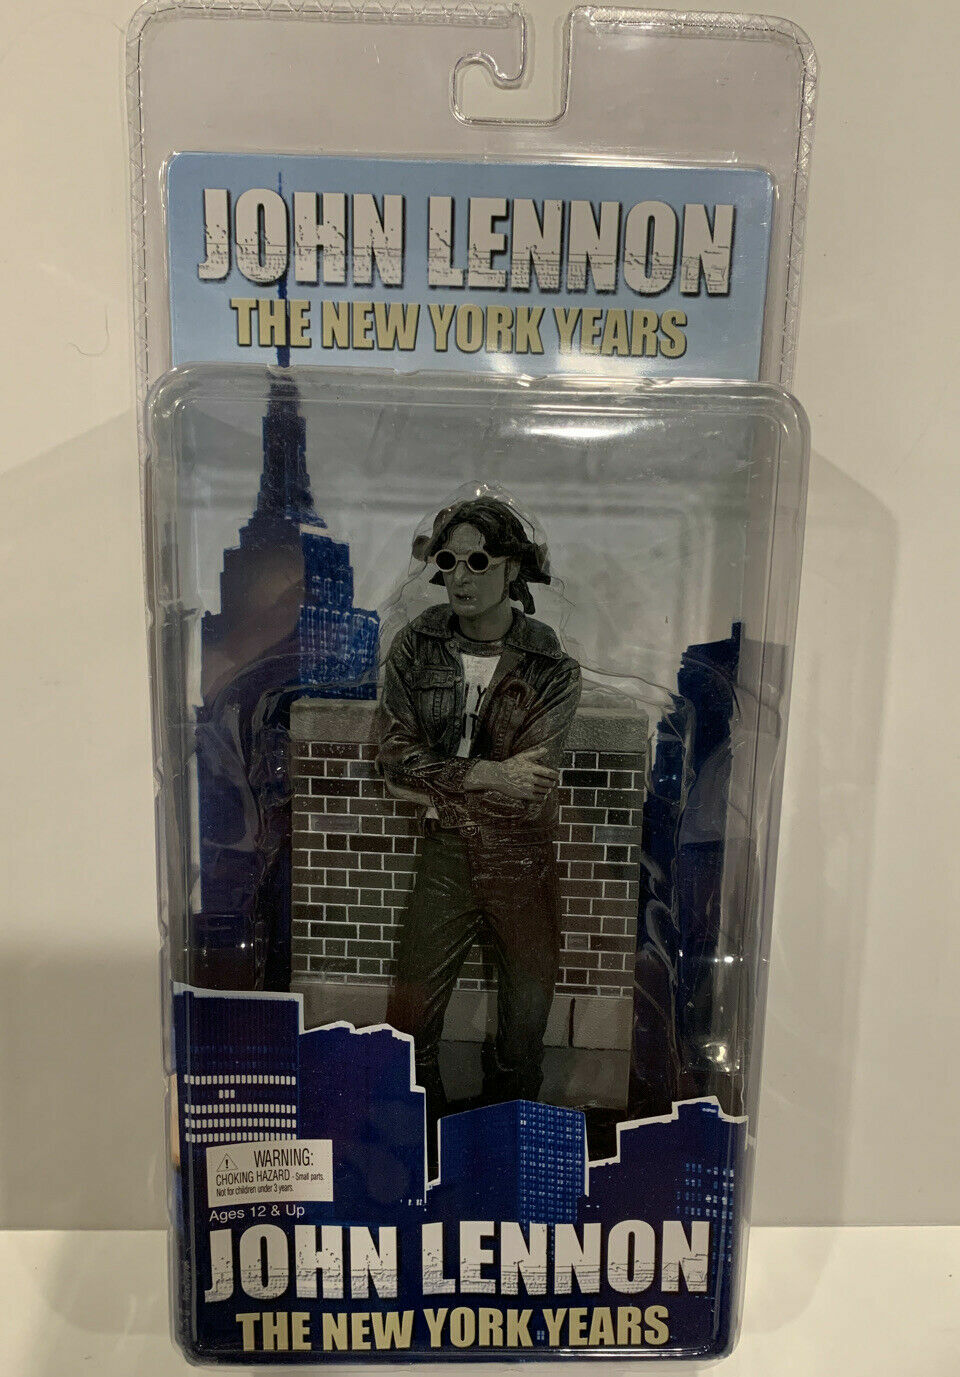 JOHN LENNON
THE NEW YORK YEARS
WARNING:
CHOKING HAZARD - Small parts.
Not for children under 3 years.
Ages 12 & Up
JOHN LENNON
THE NEW YORK YEARS